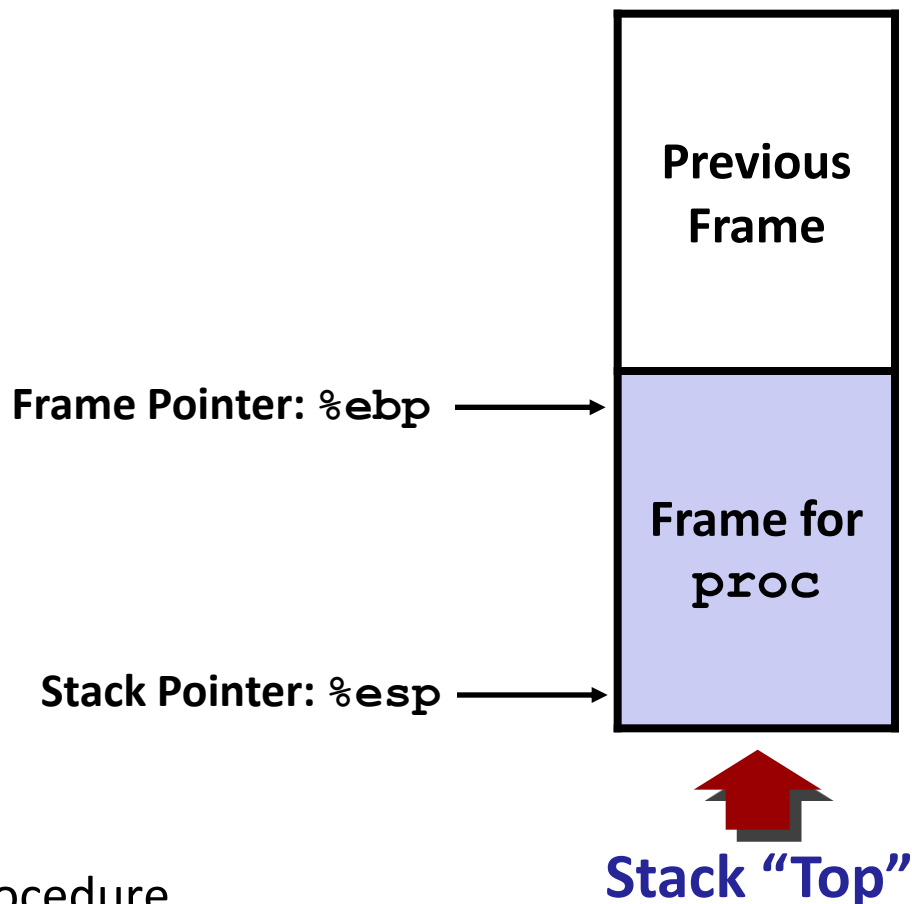 Previous
Frame
Frame Pointer: %ebp
Frame for
proc
Stack Pointer: %esp
Stack “Top”